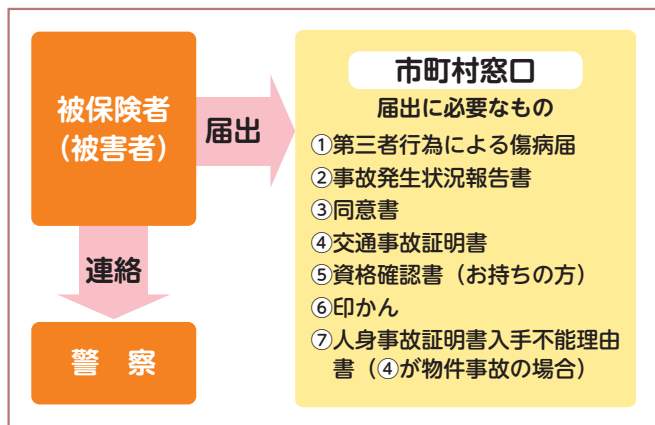 被保険者
（被害者）
届出
連絡
警　察
市町村窓口
届出に必要なもの
①第三者行為による傷病届
②事故発生状況報告書
③同意書
④交通事故証明書
⑤資格確認書（お持ちの方）
⑥印かん
⑦人身事故証明書入手不能理由
書（④が物件事故の場合）